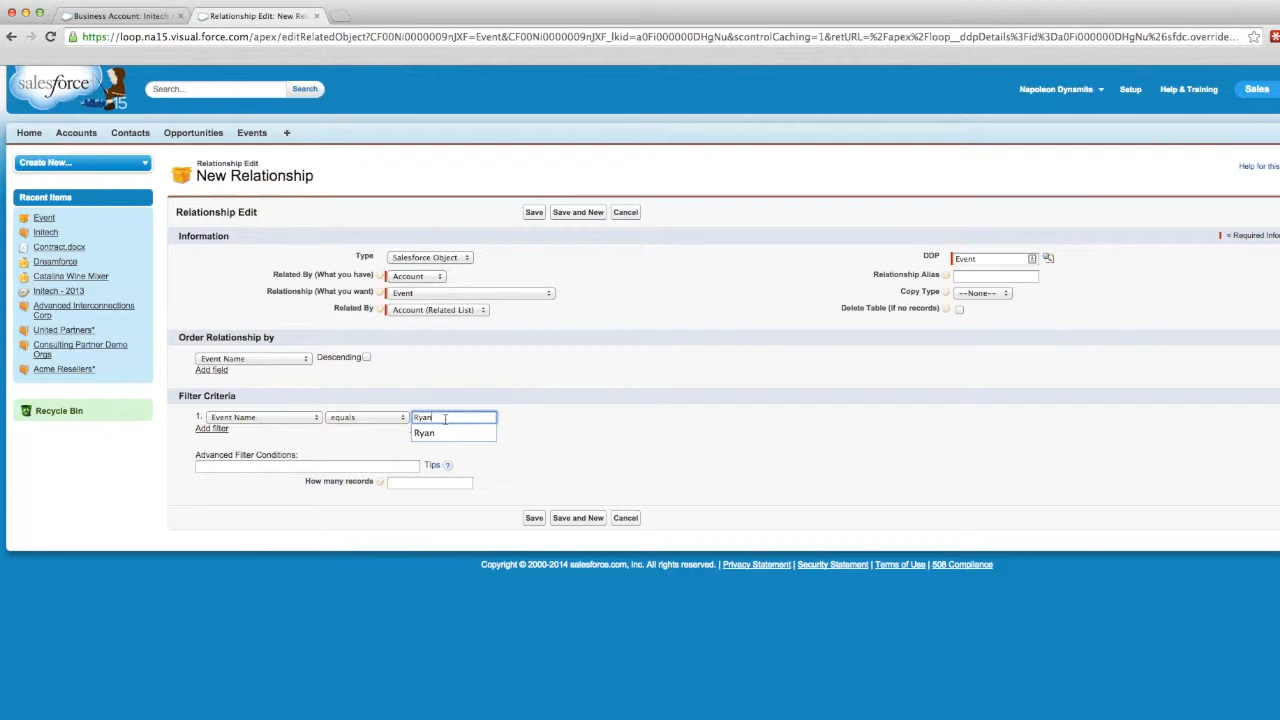 Business Account: Initech
Relationship Edit: New Rel
https://loop.na15.visual.force.com/apex/editRelatedObject?CF00Ni0000009nJXF=Event&CF00Ni0000009nJXF_lkid=a0Fi000000DHgNu&scontrolCaching=1&retURL=%2Fapex%2Floop__ddpDetails%3Fid%3Da0Fi000000DHgNu%26sfdc.override...
salesforce
15
Search...
Search
Napoleon Dynamite
Setup
Help & Training
Sales
Home
Accounts
Contacts
Opportunities
Events
+
Create New...
Recent Items
Event
Initech
Contract.docx
Dreamforce
Catalina Wine Mixer
Initech - 2013
Advanced Interconnections
Corp
United Partners*
Consulting Partner Demo
Orgs
Acme Resellers*
Recycle Bin
Relationship Edit
New Relationship
Help for this
Relationship Edit
Save
Save and New
Cancel
Information
= Required Info
Type
Salesforce Object
DDP
Event
Related By (What you have)
Account
Relationship Alias
Relationship (What you want)
Event
Copy Type
--None--
Related By
Account (Related List)
Delete Table (if no records)
Order Relationship by
Event Name
Descending
Add field
Filter Criteria
1.
Event Name
equals
Ryan
Add filter
Ryan
Advanced Filter Conditions:
Tips
?
How many records
Save
Save and New
Cancel
Copyright © 2000-2014 salesforce.com, inc. All rights reserved. | Privacy Statement | Security Statement | Terms of Use | 508 Compliance